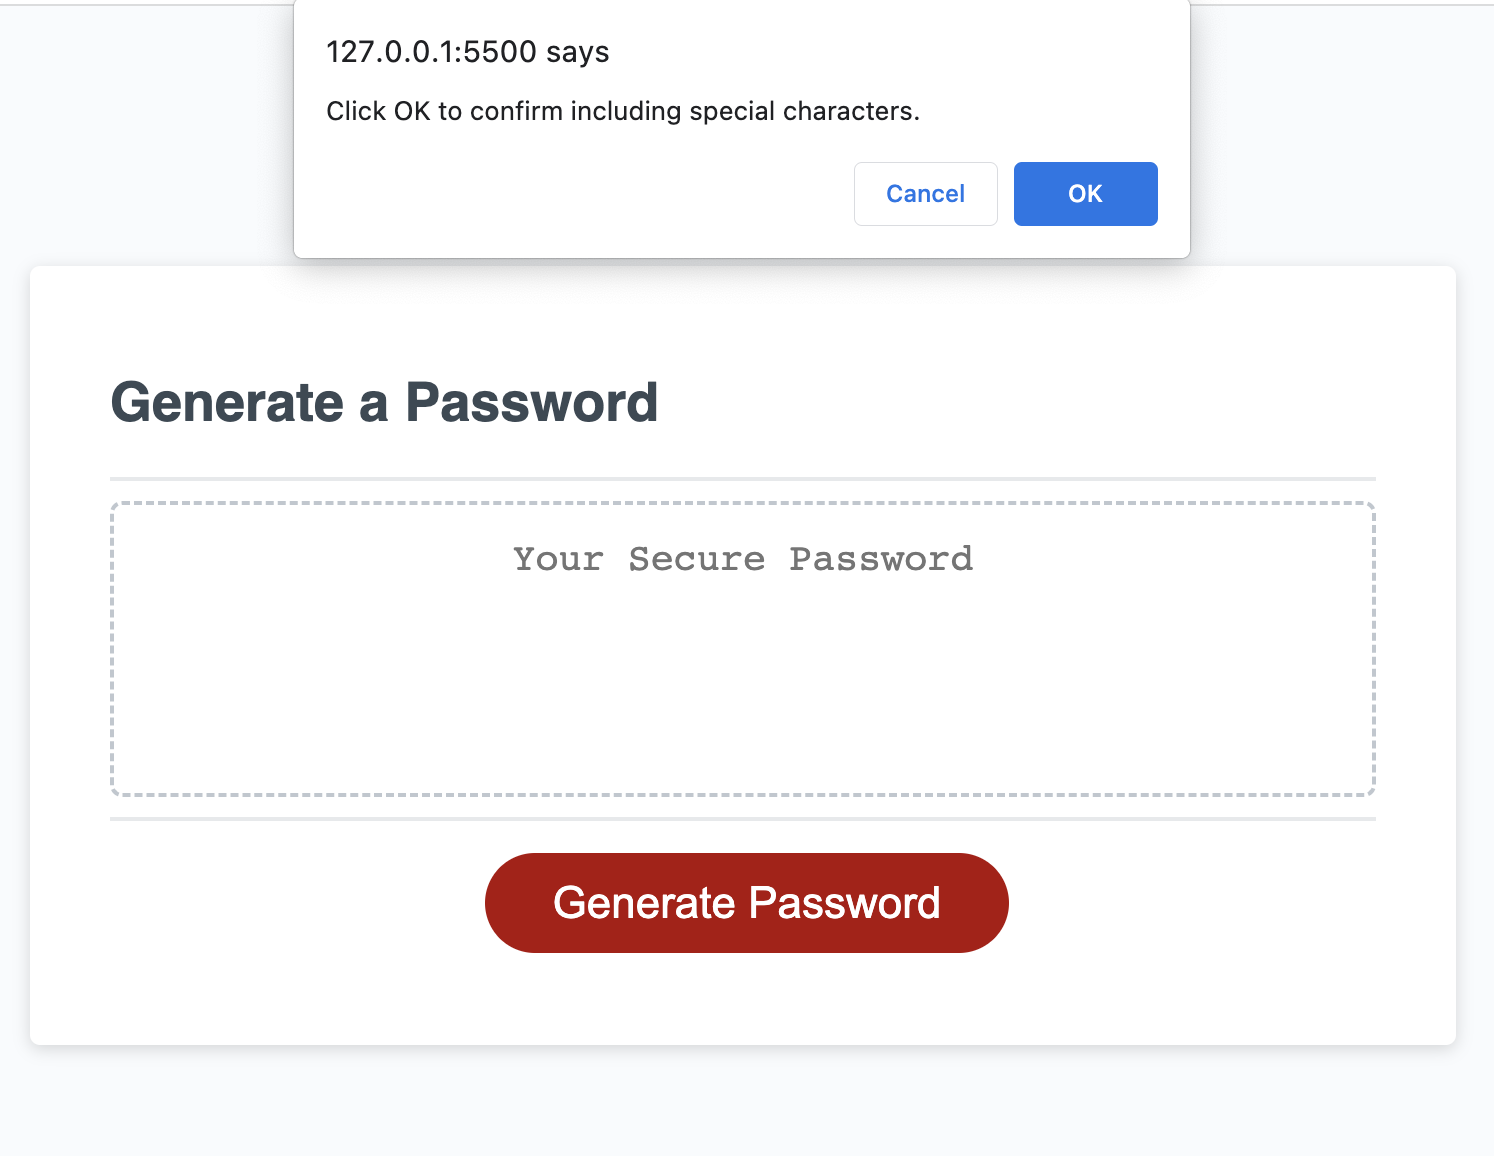 127.0.0.1:5500 says
Click OK to confirm including special characters.
Cancel OK
Generate a Password
Your Secure Password
Generate Password